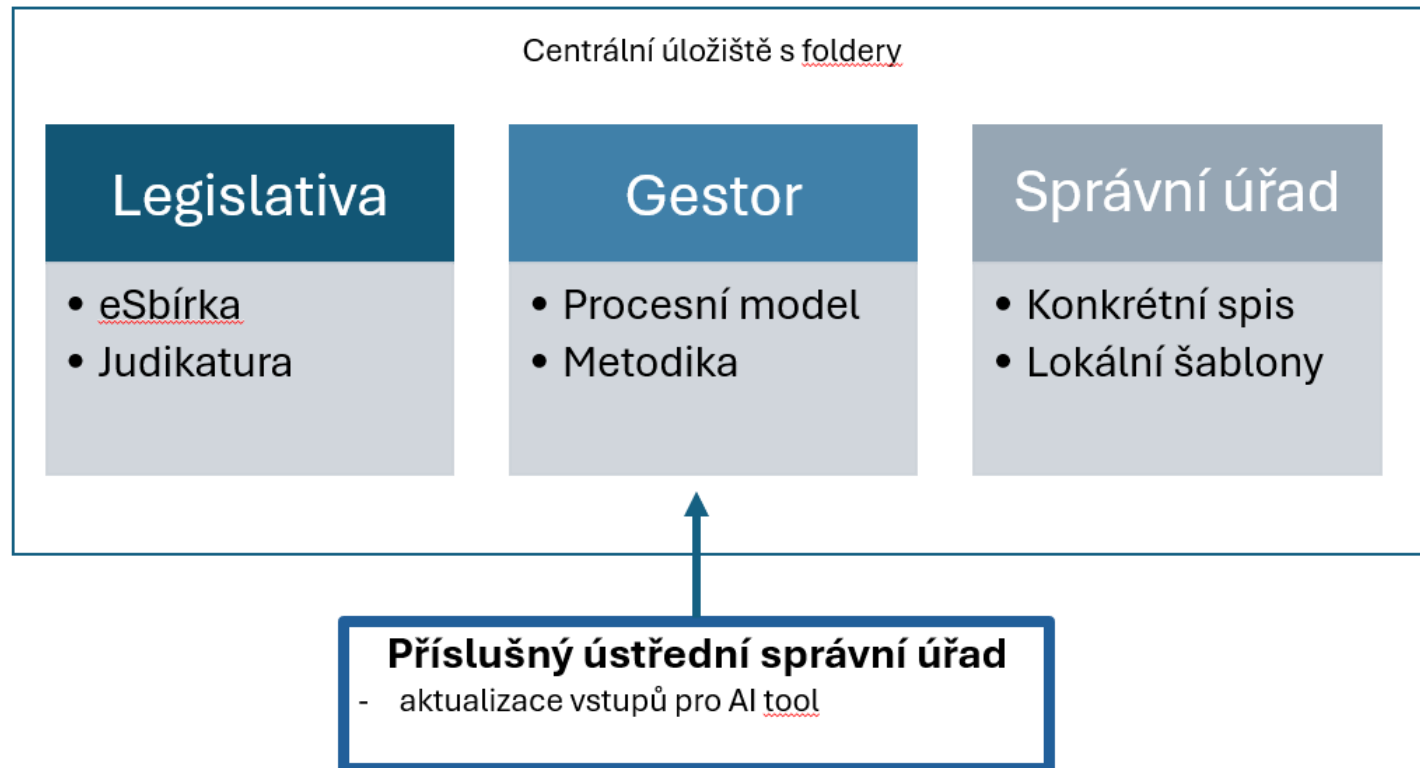 Centrální úložiště s foldery
Legislativa
• eSbírka
• Judikatura
Gestor
• Procesní model
• Metodika
Správní úřad
• Konkrétní spis
• Lokální šablony
Příslušný ústřední správní úřad
- aktualizace vstupů pro AI tool